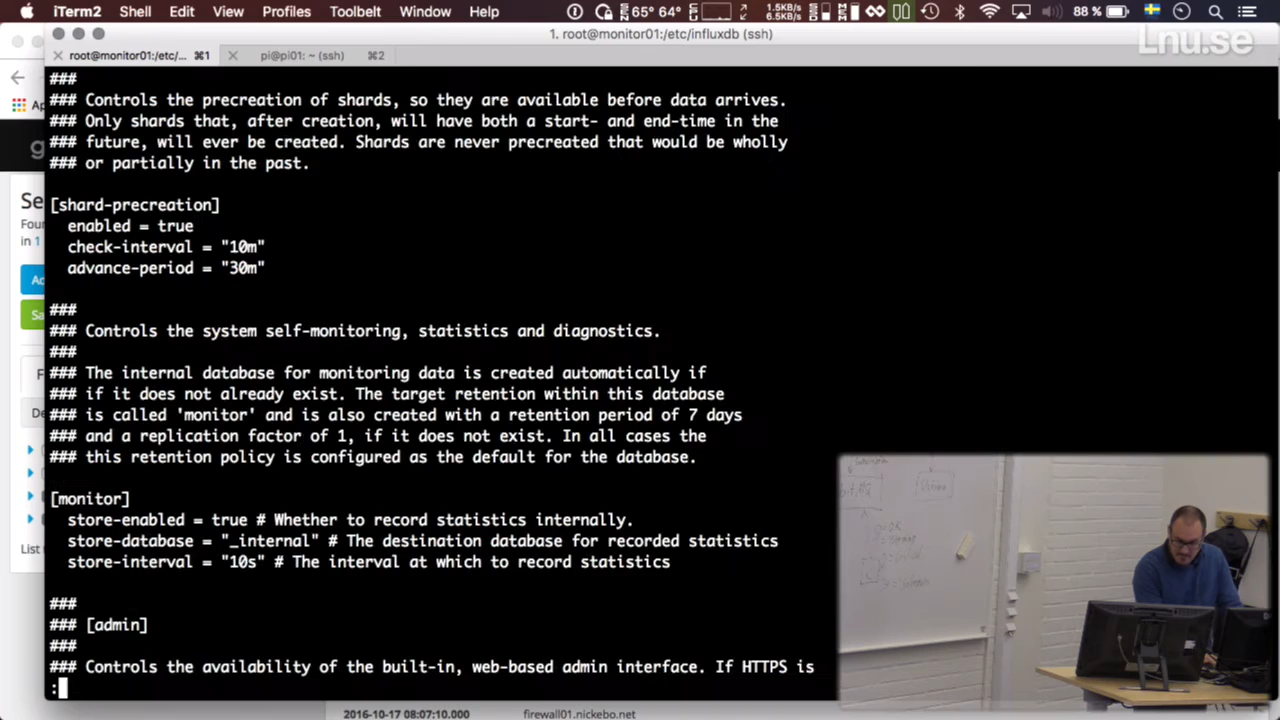 iTerm2 Shell Edit View Profiles Toolbelt Window Help 65° 64° 1.5KB/s 6.5KB/s 88 %
Lnu.se
1. root@monitor01:/etc/influxdb (ssh)
root@monitor01:/etc/... ⌘1 pi@pi01: ~ (ssh) ⌘2
###
### Controls the precreation of shards, so they are available before data arrives.
### Only shards that, after creation, will have both a start- and end-time in the
### future, will ever be created. Shards are never precreated that would be wholly
### or partially in the past.
[shard-precreation]
enabled = true
check-interval = "10m"
advance-period = "30m"
###
### Controls the system self-monitoring, statistics and diagnostics.
###
### The internal database for monitoring data is created automatically if
### if it does not already exist. The target retention within this database
### is called 'monitor' and is also created with a retention period of 7 days
### and a replication factor of 1, if it does not exist. In all cases the
### this retention policy is configured as the default for the database.
[monitor]
store-enabled = true # Whether to record statistics internally.
store-database = "_internal" # The destination database for recorded statistics
store-interval = "10s" # The interval at which to record statistics
###
### [admin]
###
### Controls the availability of the built-in, web-based admin interface. If HTTPS is
:
2016-10-17 08:07:10.000 firewall01.nickebo.net